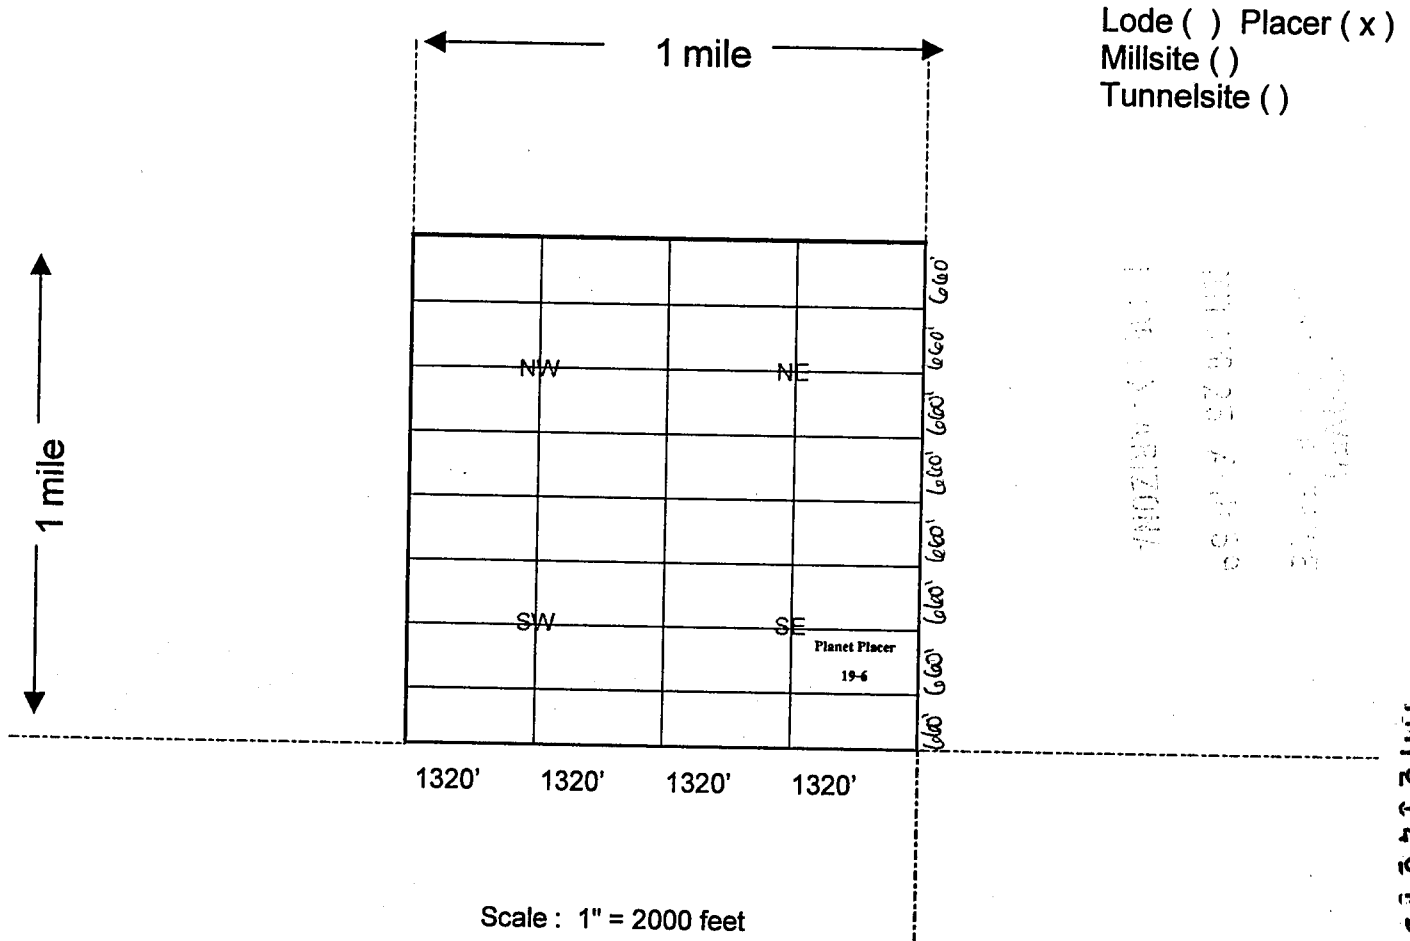 Lode ( ) Placer ( x )
Millsite ( )
Tunnelsite ( )
1 mile
1 mile
660'
660'
NW NE
660'
660'
660'
660'
SW SE
Planet Placer
19-6
660'
660'
1320' 1320' 1320' 1320'
Scale : 1" = 2000 feet